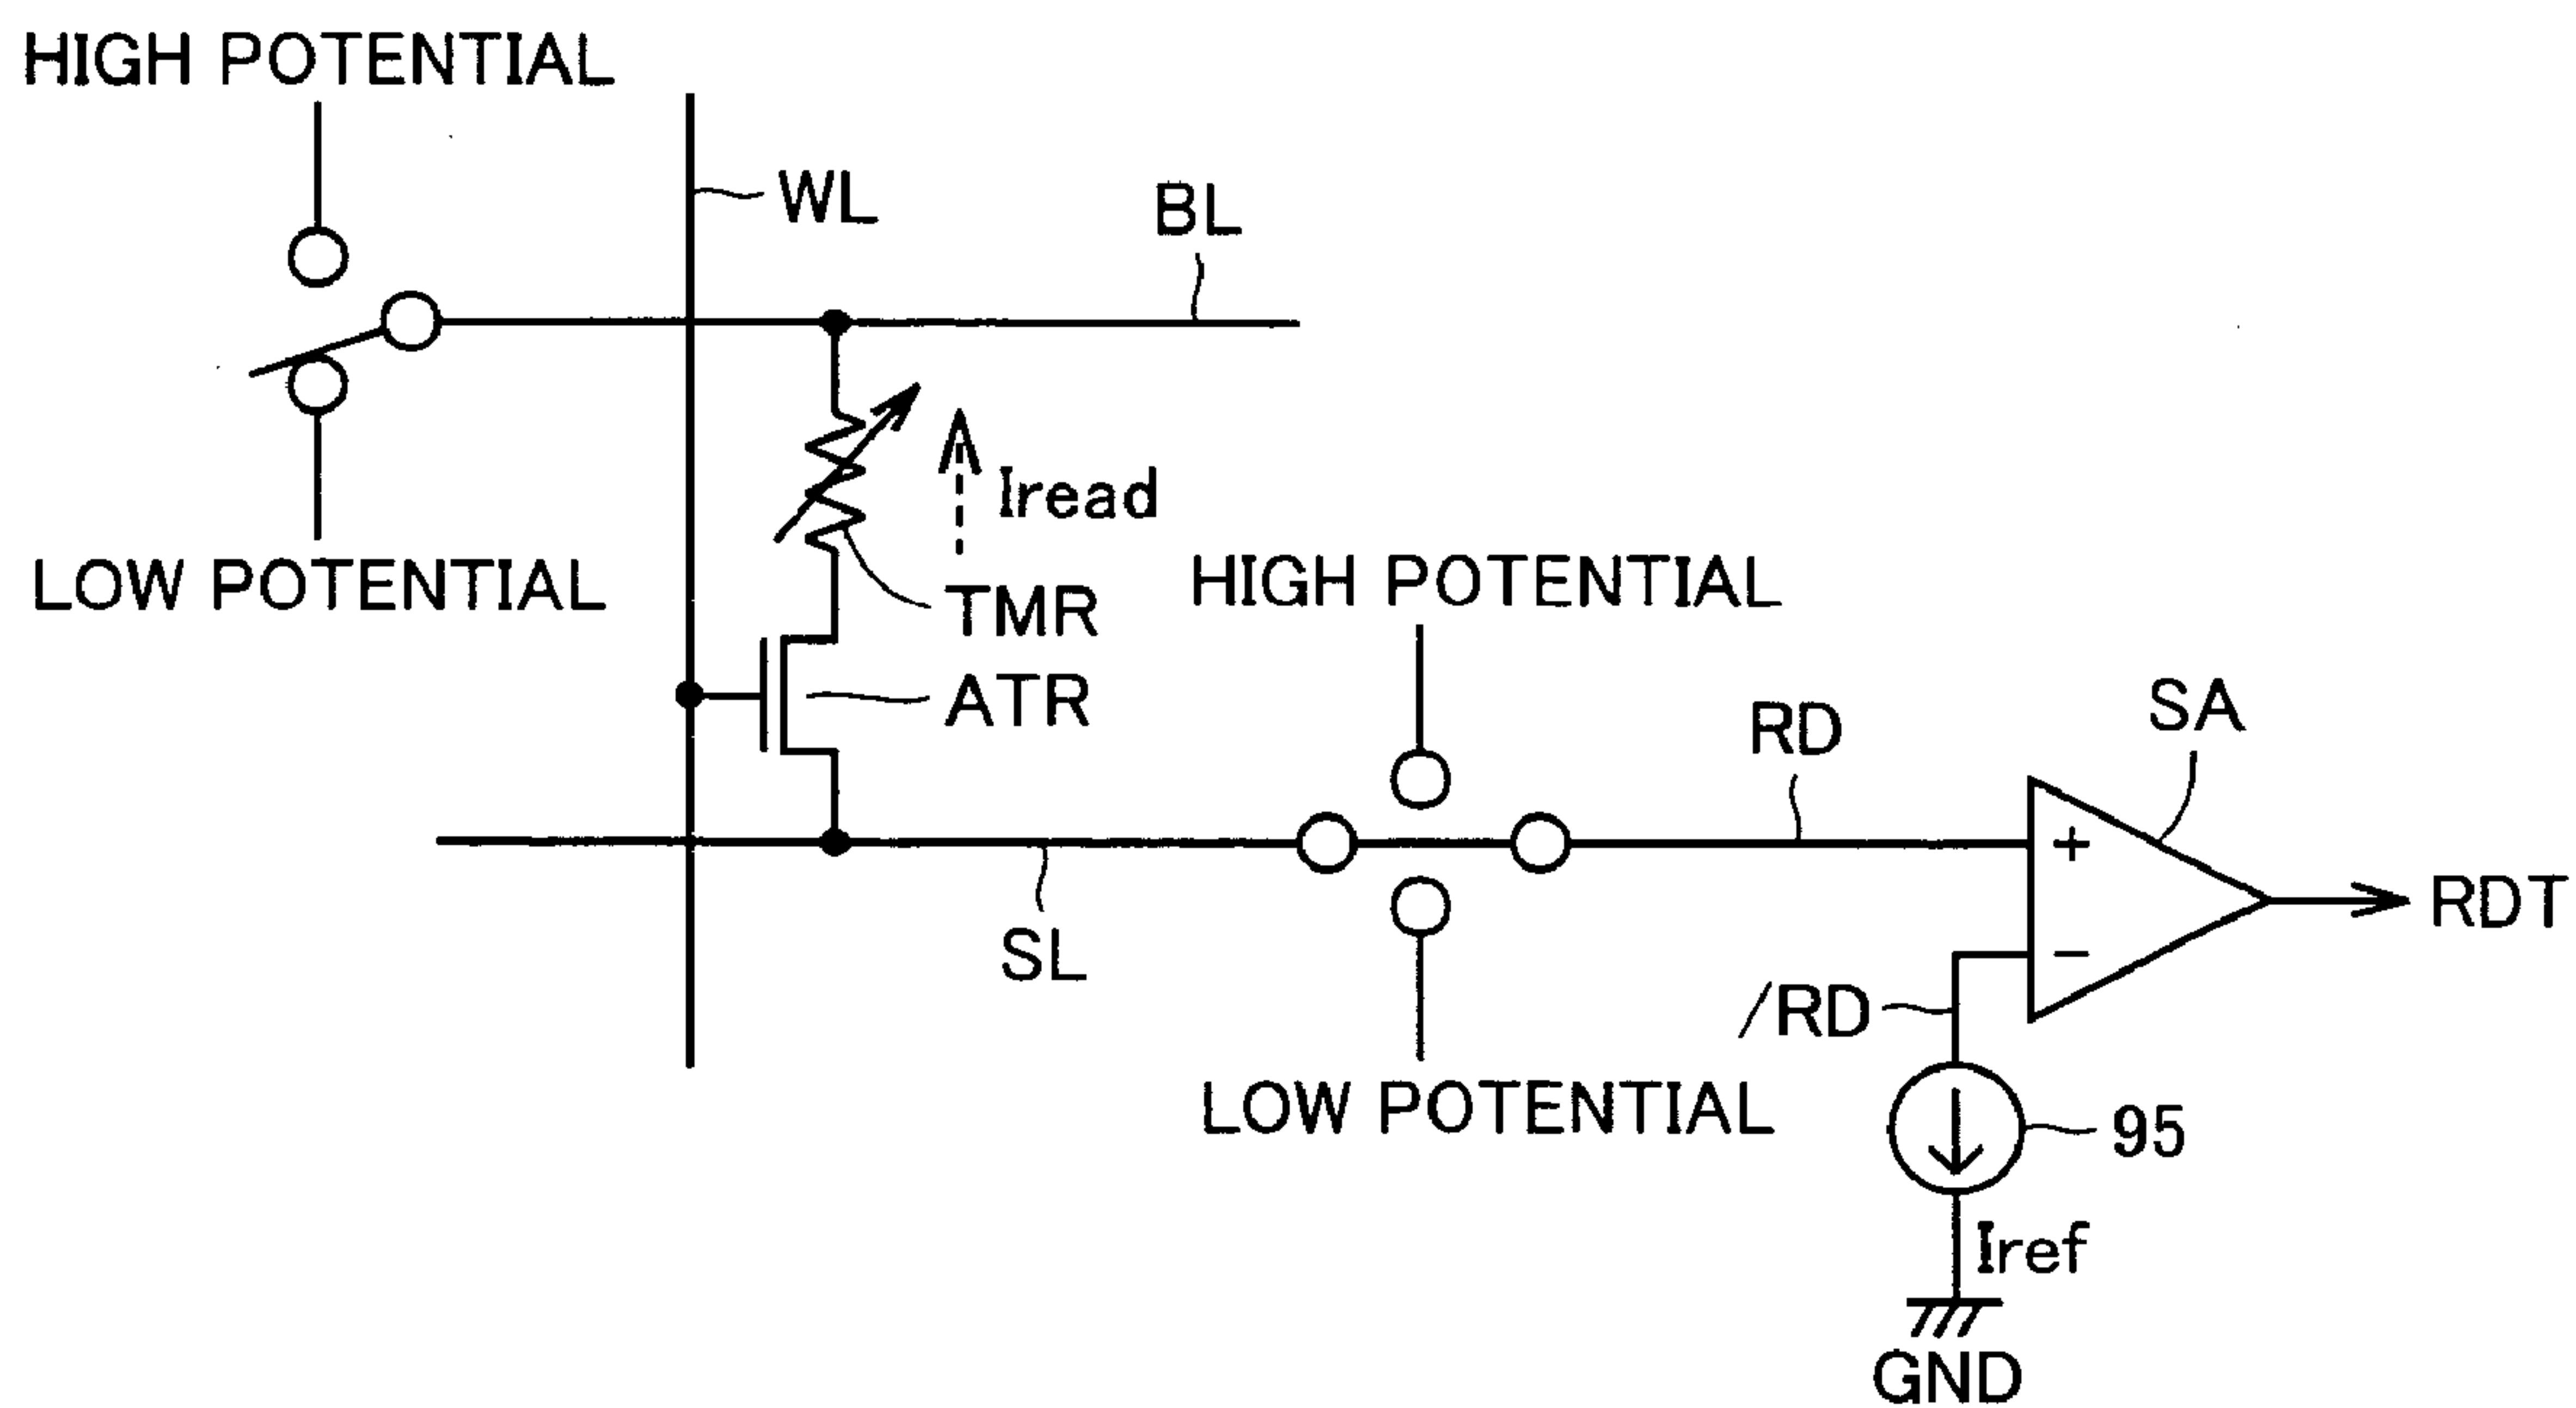 HIGH POTENTIAL
WL
BL
Iread
LOW POTENTIAL
TMR
HIGH POTENTIAL
ATR
RD
SA
+
RDT
SL
−
/RD
LOW POTENTIAL
95
Iref
GND